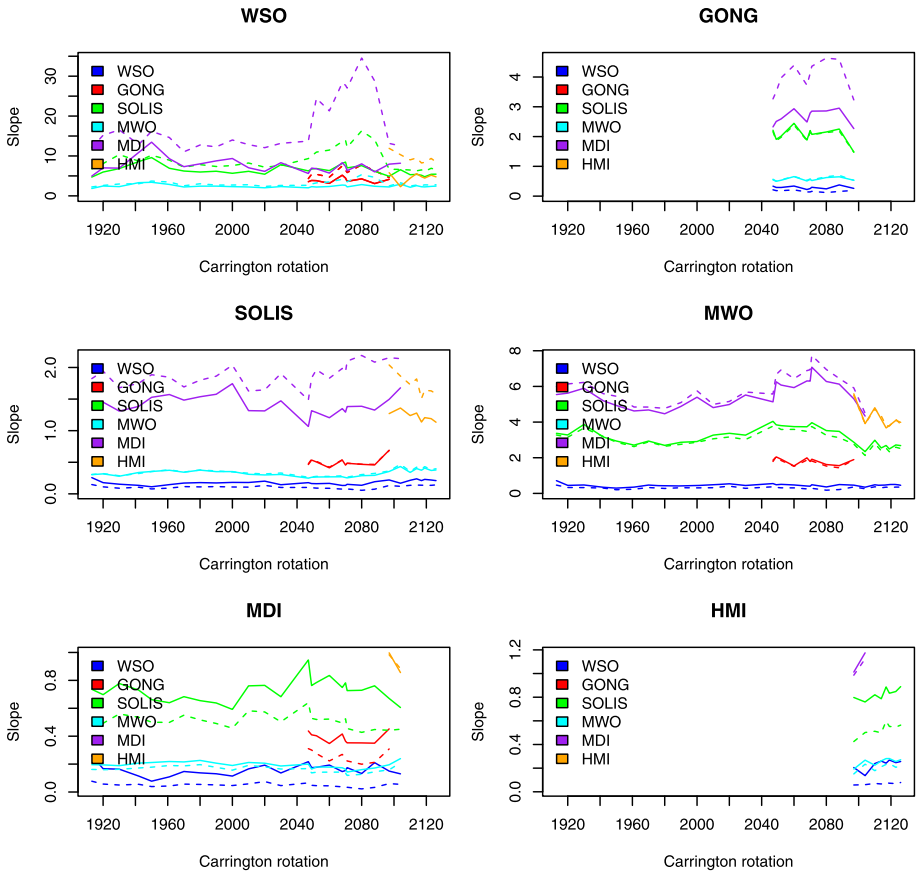 WSO
Slope
30
20
10
0
WSO
GONG
SOLIS
MWO
MDI
HMI
1920 1960 2000 2040 2080 2120
Carrington rotation
GONG
Slope
4
3
2
1
0
WSO
GONG
SOLIS
MWO
MDI
HMI
1920 1960 2000 2040 2080 2120
Carrington rotation
SOLIS
Slope
2.0
1.0
0.0
WSO
GONG
SOLIS
MWO
MDI
HMI
1920 1960 2000 2040 2080 2120
Carrington rotation
MWO
Slope
8
6
4
2
0
WSO
GONG
SOLIS
MWO
MDI
HMI
1920 1960 2000 2040 2080 2120
Carrington rotation
MDI
Slope
0.8
0.4
0.0
WSO
GONG
SOLIS
MWO
MDI
HMI
1920 1960 2000 2040 2080 2120
Carrington rotation
HMI
Slope
1.2
0.8
0.4
0.0
WSO
GONG
SOLIS
MWO
MDI
HMI
1920 1960 2000 2040 2080 2120
Carrington rotation